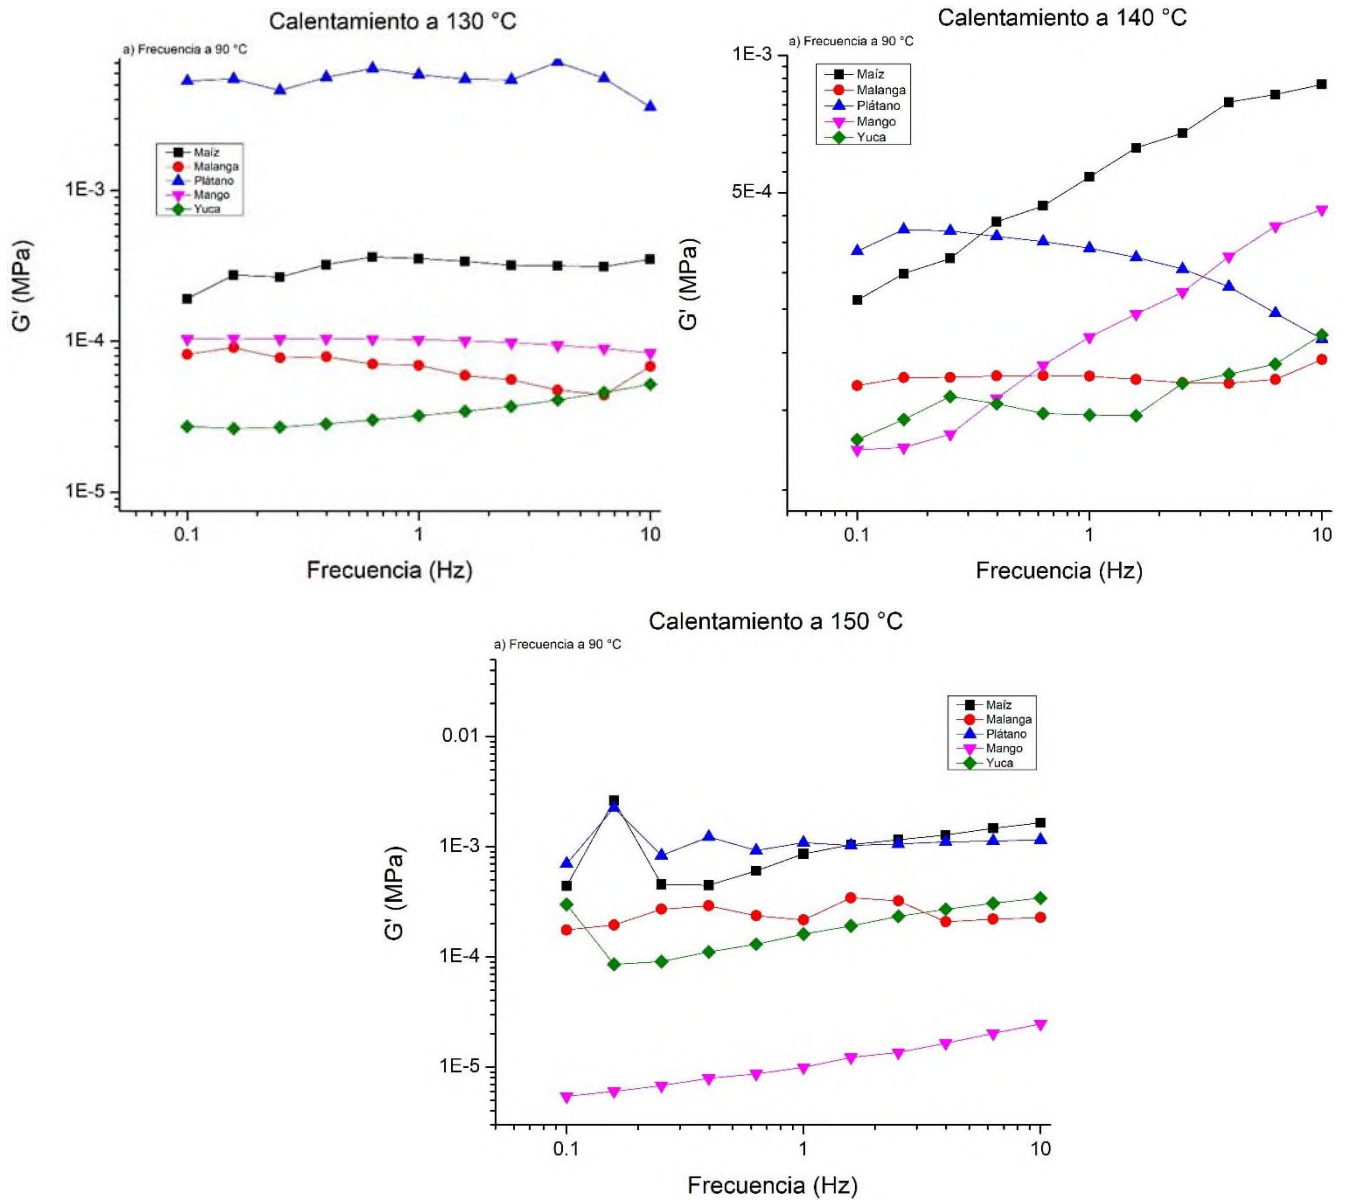 Calentamiento a 130 °C
a) Frecuencia a 90 °C
Maíz
Malanga
Plátano
Mango
Yuca
1E-3
1E-4
1E-5
G' (MPa)
0.1
1
10
Frecuencia (Hz)
Calentamiento a 140 °C
a) Frecuencia a 90 °C
1E-3
Maíz
Malanga
Plátano
Mango
Yuca
5E-4
G' (MPa)
0.1
1
10
Frecuencia (Hz)
Calentamiento a 150 °C
a) Frecuencia a 90 °C
Maíz
Malanga
Plátano
Mango
Yuca
0.01
1E-3
1E-4
1E-5
G' (MPa)
0.1
1
10
Frecuencia (Hz)